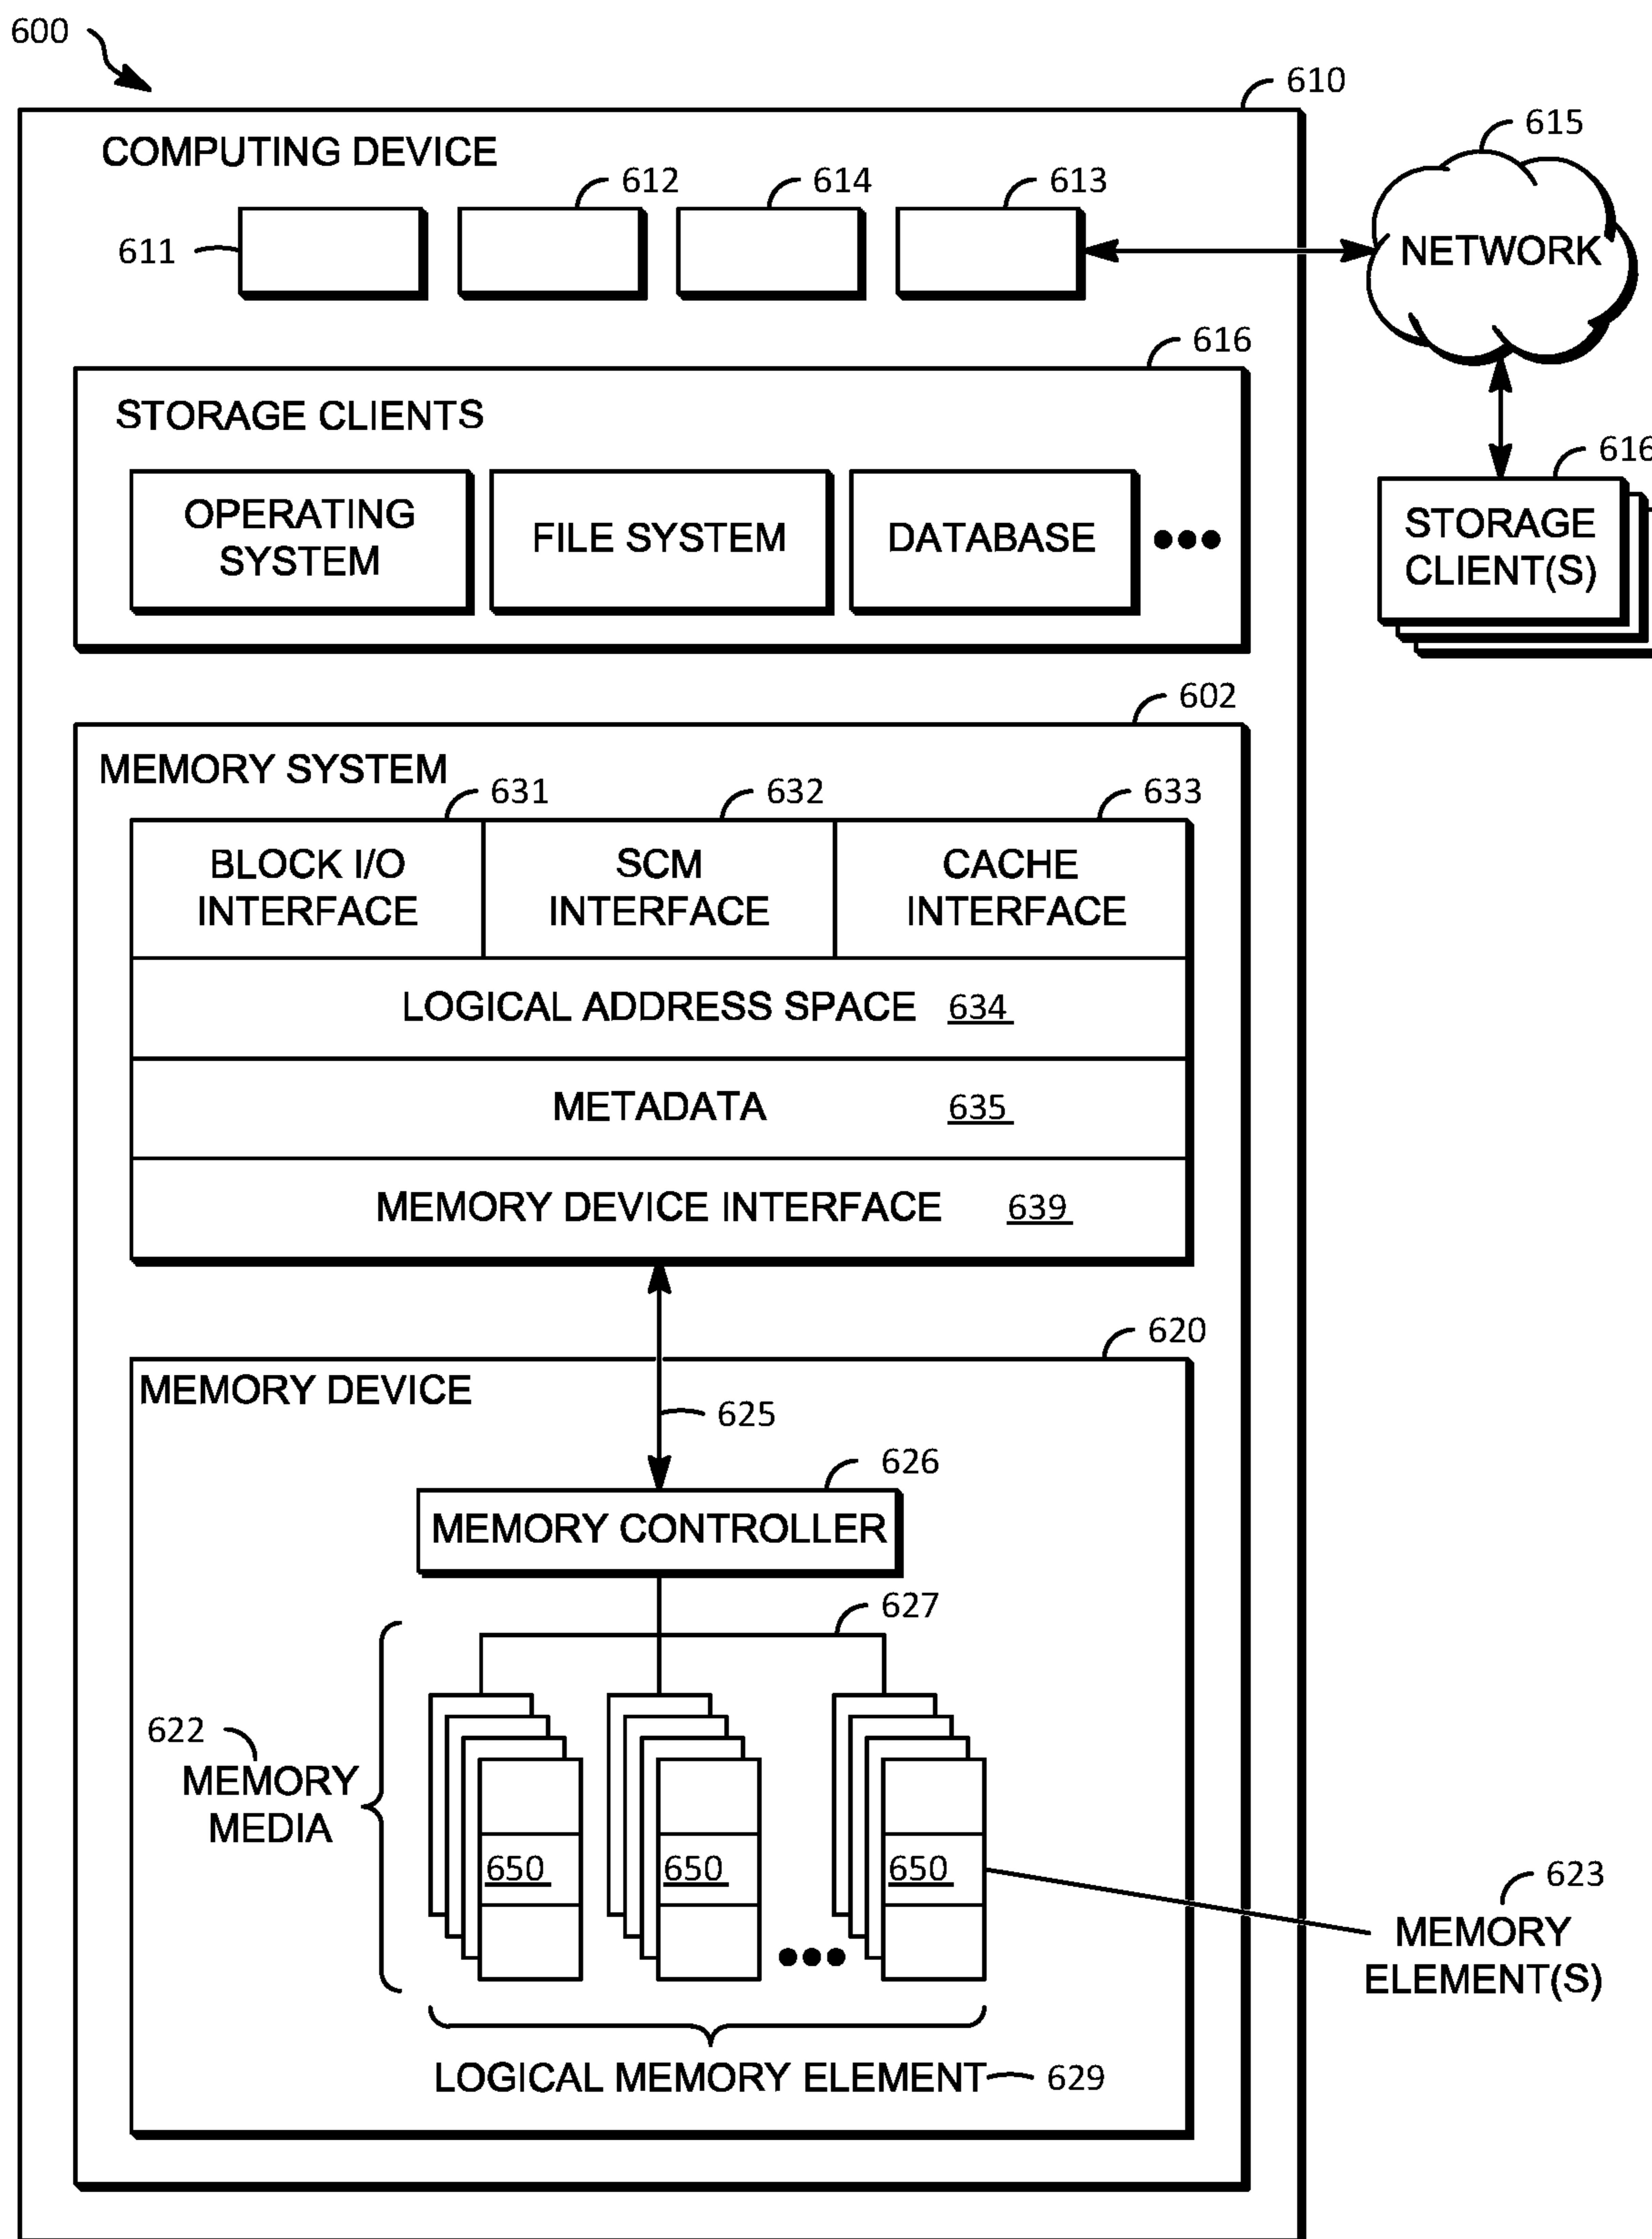 600
610
COMPUTING DEVICE
615
612
614
613
611
NETWORK
616
STORAGE CLIENTS
616
OPERATING
SYSTEM
FILE SYSTEM
DATABASE
STORAGE
CLIENT(S)
602
MEMORY SYSTEM
631
632
633
BLOCK I/O
INTERFACE
SCM
INTERFACE
CACHE
INTERFACE
LOGICAL ADDRESS SPACE 634
METADATA 635
MEMORY DEVICE INTERFACE 639
620
MEMORY DEVICE
625
626
MEMORY CONTROLLER
627
622
MEMORY
MEDIA
650
650
650
623
MEMORY
ELEMENT(S)
LOGICAL MEMORY ELEMENT 629